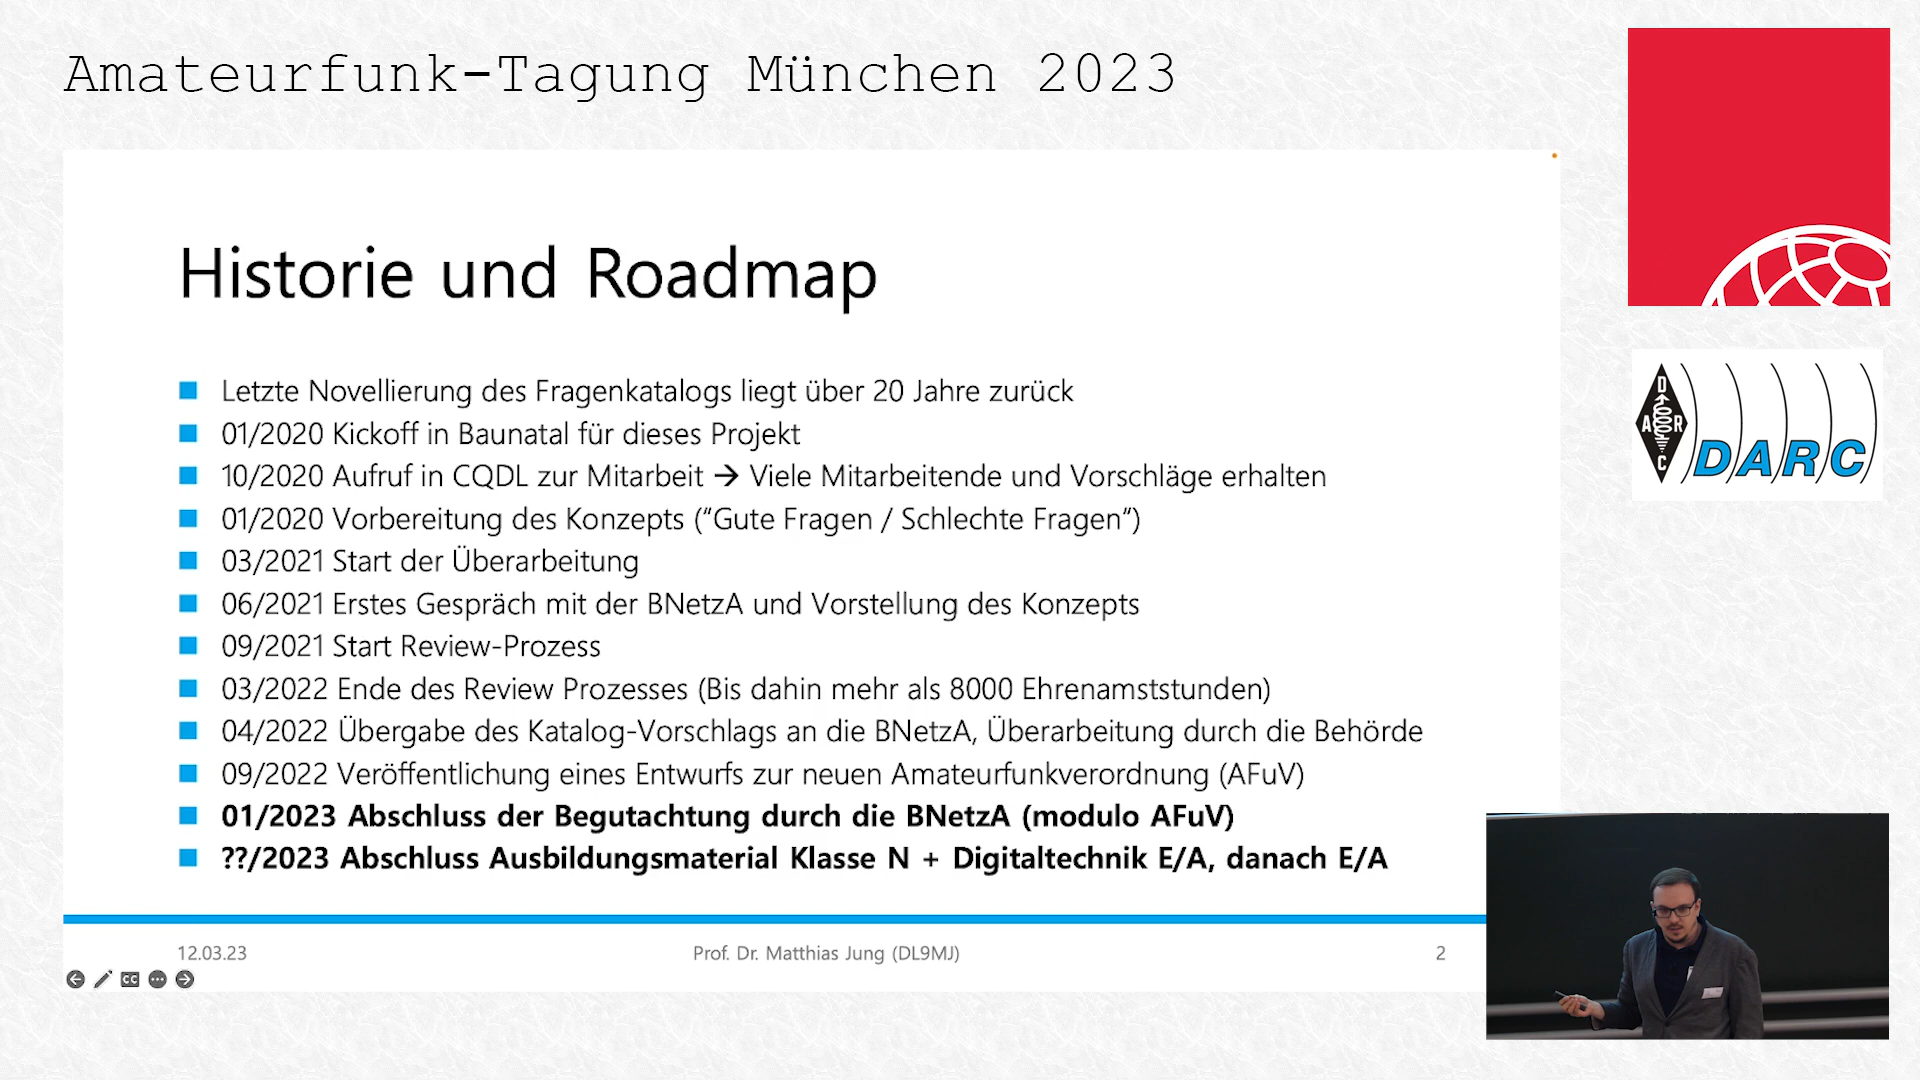 Amateurfunk-Tagung München 2023
Historie und Roadmap
Letzte Novellierung des Fragenkatalogs liegt über 20 Jahre zurück
01/2020 Kickoff in Baunatal für dieses Projekt
10/2020 Aufruf in CQDL zur Mitarbeit → Viele Mitarbeitende und Vorschläge erhalten
01/2020 Vorbereitung des Konzepts (“Gute Fragen / Schlechte Fragen”)
03/2021 Start der Überarbeitung
06/2021 Erstes Gespräch mit der BNetzA und Vorstellung des Konzepts
09/2021 Start Review-Prozess
03/2022 Ende des Review Prozesses (Bis dahin mehr als 8000 Ehrenamststunden)
04/2022 Übergabe des Katalog-Vorschlags an die BNetzA, Überarbeitung durch die Behörde
09/2022 Veröffentlichung eines Entwurfs zur neuen Amateurfunkverordnung (AFuV)
01/2023 Abschluss der Begutachtung durch die BNetzA (modulo AFuV)
??/2023 Abschluss Ausbildungsmaterial Klasse N + Digitaltechnik E/A, danach E/A
12.03.23
Prof. Dr. Matthias Jung (DL9MJ)
2
CC
D
A R
C
DARC